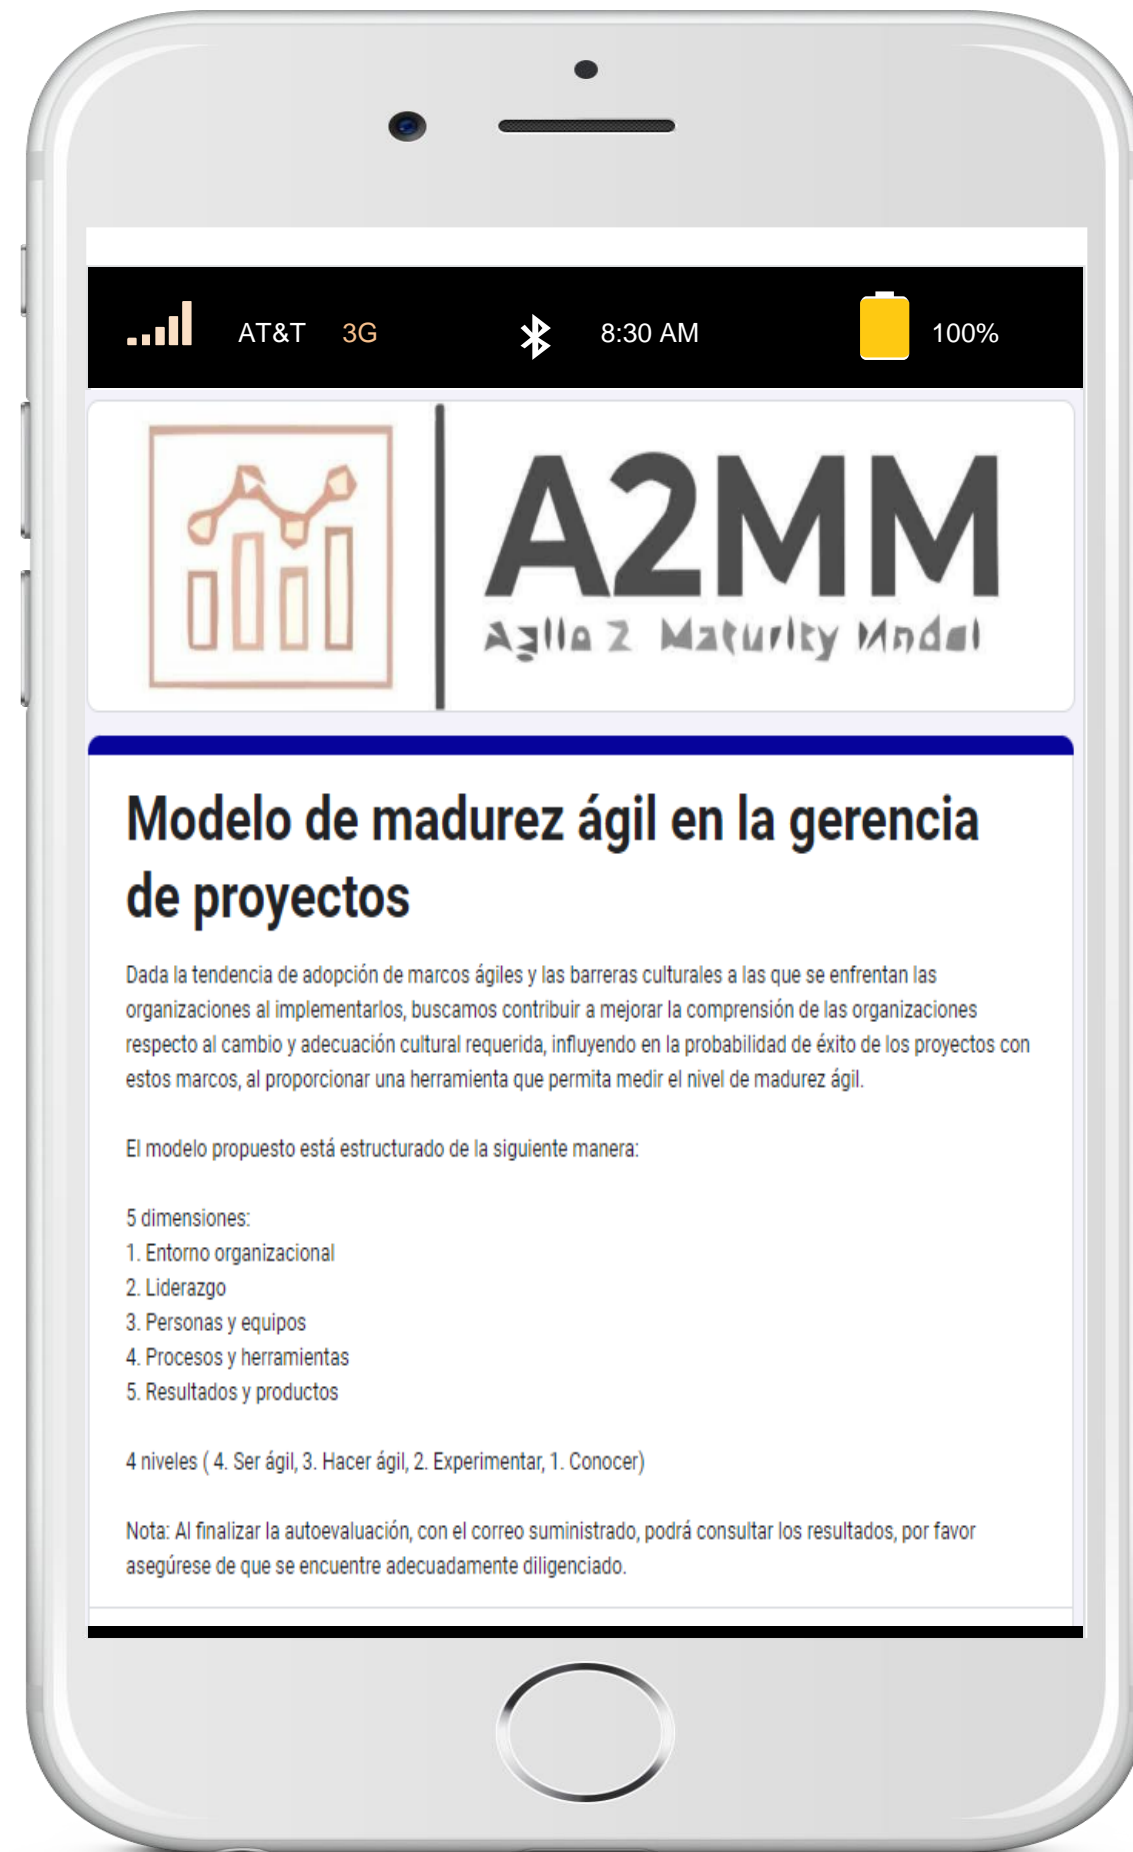 AT&T 3G 8:30 AM 100%
A2MM
Agile 2 Maturity Model
Modelo de madurez ágil en la gerencia
de proyectos
Dada la tendencia de adopción de marcos ágiles y las barreras culturales a las que se enfrentan las
organizaciones al implementarlos, buscamos contribuir a mejorar la comprensión de las organizaciones
respecto al cambio y adecuación cultural requerida, influyendo en la probabilidad de éxito de los proyectos con
estos marcos, al proporcionar una herramienta que permita medir el nivel de madurez ágil.
El modelo propuesto está estructurado de la siguiente manera:
5 dimensiones:
1. Entorno organizacional
2. Liderazgo
3. Personas y equipos
4. Procesos y herramientas
5. Resultados y productos
4 niveles ( 4. Ser ágil, 3. Hacer ágil, 2. Experimentar, 1. Conocer)
Nota: Al finalizar la autoevaluación, con el correo suministrado, podrá consultar los resultados, por favor
asegúrese de que se encuentre adecuadamente diligenciado.